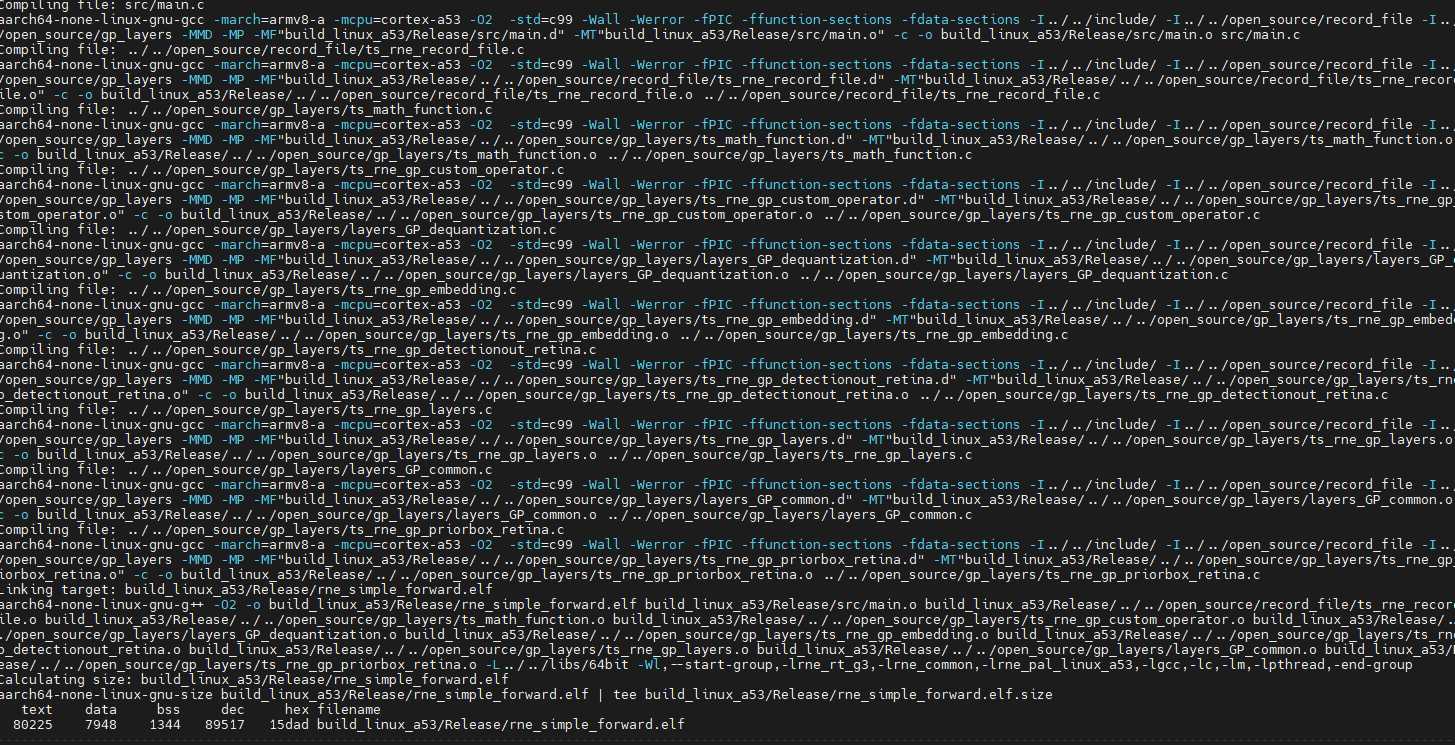 Compiling file: src/main.c
aarch64-none-linux-gnu-gcc -march=armv8-a -mcpu=cortex-a53 -O2  -std=c99 -Wall -Werror -fPIC -ffunction-sections -fdata-sections -I../../include/ -I../../open_source/record_file -I..
/open_source/gp_layers -MMD -MP -MF"build_linux_a53/Release/src/main.d" -MT"build_linux_a53/Release/src/main.o" -c -o build_linux_a53/Release/src/main.o src/main.c
Compiling file: ../../open_source/record_file/ts_rne_record_file.c
aarch64-none-linux-gnu-gcc -march=armv8-a -mcpu=cortex-a53 -O2  -std=c99 -Wall -Werror -fPIC -ffunction-sections -fdata-sections -I../../include/ -I../../open_source/record_file -I..
/open_source/gp_layers -MMD -MP -MF"build_linux_a53/Release/../../open_source/record_file/ts_rne_record_file.d" -MT"build_linux_a53/Release/../../open_source/record_file/ts_rne_recor
ile.o" -c -o build_linux_a53/Release/../../open_source/record_file/ts_rne_record_file.o ../../open_source/record_file/ts_rne_record_file.c
Compiling file: ../../open_source/gp_layers/ts_math_function.c
aarch64-none-linux-gnu-gcc -march=armv8-a -mcpu=cortex-a53 -O2  -std=c99 -Wall -Werror -fPIC -ffunction-sections -fdata-sections -I../../include/ -I../../open_source/record_file -I..
/open_source/gp_layers -MMD -MP -MF"build_linux_a53/Release/../../open_source/gp_layers/ts_math_function.d" -MT"build_linux_a53/Release/../../open_source/gp_layers/ts_math_function.o
c -o build_linux_a53/Release/../../open_source/gp_layers/ts_math_function.o ../../open_source/gp_layers/ts_math_function.c
Compiling file: ../../open_source/gp_layers/ts_rne_gp_custom_operator.c
aarch64-none-linux-gnu-gcc -march=armv8-a -mcpu=cortex-a53 -O2  -std=c99 -Wall -Werror -fPIC -ffunction-sections -fdata-sections -I../../include/ -I../../open_source/record_file -I..
/open_source/gp_layers -MMD -MP -MF"build_linux_a53/Release/../../open_source/gp_layers/ts_rne_gp_custom_operator.d" -MT"build_linux_a53/Release/../../open_source/gp_layers/ts_rne_gp_
stom_operator.o" -c -o build_linux_a53/Release/../../open_source/gp_layers/ts_rne_gp_custom_operator.o ../../open_source/gp_layers/ts_rne_gp_custom_operator.c
Compiling file: ../../open_source/gp_layers/layers_GP_dequantization.c
aarch64-none-linux-gnu-gcc -march=armv8-a -mcpu=cortex-a53 -O2  -std=c99 -Wall -Werror -fPIC -ffunction-sections -fdata-sections -I../../include/ -I../../open_source/record_file -I..
/open_source/gp_layers -MMD -MP -MF"build_linux_a53/Release/../../open_source/gp_layers/layers_GP_dequantization.d" -MT"build_linux_a53/Release/../../open_source/gp_layers/layers_GP_
quantization.o" -c -o build_linux_a53/Release/../../open_source/gp_layers/layers_GP_dequantization.o ../../open_source/gp_layers/layers_GP_dequantization.c
Compiling file: ../../open_source/gp_layers/ts_rne_gp_embedding.c
aarch64-none-linux-gnu-gcc -march=armv8-a -mcpu=cortex-a53 -O2  -std=c99 -Wall -Werror -fPIC -ffunction-sections -fdata-sections -I../../include/ -I../../open_source/record_file -I..
/open_source/gp_layers -MMD -MP -MF"build_linux_a53/Release/../../open_source/gp_layers/ts_rne_gp_embedding.d" -MT"build_linux_a53/Release/../../open_source/gp_layers/ts_rne_gp_embed
g.o" -c -o build_linux_a53/Release/../../open_source/gp_layers/ts_rne_gp_embedding.o ../../open_source/gp_layers/ts_rne_gp_embedding.c
Compiling file: ../../open_source/gp_layers/ts_rne_gp_detectionout_retina.c
aarch64-none-linux-gnu-gcc -march=armv8-a -mcpu=cortex-a53 -O2  -std=c99 -Wall -Werror -fPIC -ffunction-sections -fdata-sections -I../../include/ -I../../open_source/record_file -I..
/open_source/gp_layers -MMD -MP -MF"build_linux_a53/Release/../../open_source/gp_layers/ts_rne_gp_detectionout_retina.d" -MT"build_linux_a53/Release/../../open_source/gp_layers/ts_rn
p_detectionout_retina.o" -c -o build_linux_a53/Release/../../open_source/gp_layers/ts_rne_gp_detectionout_retina.o ../../open_source/gp_layers/ts_rne_gp_detectionout_retina.c
Compiling file: ../../open_source/gp_layers/ts_rne_gp_layers.c
aarch64-none-linux-gnu-gcc -march=armv8-a -mcpu=cortex-a53 -O2  -std=c99 -Wall -Werror -fPIC -ffunction-sections -fdata-sections -I../../include/ -I../../open_source/record_file -I..
/open_source/gp_layers -MMD -MP -MF"build_linux_a53/Release/../../open_source/gp_layers/ts_rne_gp_layers.d" -MT"build_linux_a53/Release/../../open_source/gp_layers/ts_rne_gp_layers.o
c -o build_linux_a53/Release/../../open_source/gp_layers/ts_rne_gp_layers.o ../../open_source/gp_layers/ts_rne_gp_layers.c
Compiling file: ../../open_source/gp_layers/layers_GP_common.c
aarch64-none-linux-gnu-gcc -march=armv8-a -mcpu=cortex-a53 -O2  -std=c99 -Wall -Werror -fPIC -ffunction-sections -fdata-sections -I../../include/ -I../../open_source/record_file -I..
/open_source/gp_layers -MMD -MP -MF"build_linux_a53/Release/../../open_source/gp_layers/layers_GP_common.d" -MT"build_linux_a53/Release/../../open_source/gp_layers/layers_GP_common.o
c -o build_linux_a53/Release/../../open_source/gp_layers/layers_GP_common.o ../../open_source/gp_layers/layers_GP_common.c
Compiling file: ../../open_source/gp_layers/ts_rne_gp_priorbox_retina.c
aarch64-none-linux-gnu-gcc -march=armv8-a -mcpu=cortex-a53 -O2  -std=c99 -Wall -Werror -fPIC -ffunction-sections -fdata-sections -I../../include/ -I../../open_source/record_file -I..
/open_source/gp_layers -MMD -MP -MF"build_linux_a53/Release/../../open_source/gp_layers/ts_rne_gp_priorbox_retina.d" -MT"build_linux_a53/Release/../../open_source/gp_layers/ts_rne_gp
iorbox_retina.o" -c -o build_linux_a53/Release/../../open_source/gp_layers/ts_rne_gp_priorbox_retina.o ../../open_source/gp_layers/ts_rne_gp_priorbox_retina.c
Linking target: build_linux_a53/Release/rne_simple_forward.elf
aarch64-none-linux-gnu-g++ -O2 -o build_linux_a53/Release/rne_simple_forward.elf build_linux_a53/Release/src/main.o build_linux_a53/Release/../../open_source/record_file/ts_rne_recor
ile.o build_linux_a53/Release/../../open_source/gp_layers/ts_math_function.o build_linux_a53/Release/../../open_source/gp_layers/ts_rne_gp_custom_operator.o build_linux_a53/Release/
./open_source/gp_layers/layers_GP_dequantization.o build_linux_a53/Release/../../open_source/gp_layers/ts_rne_gp_embedding.o build_linux_a53/Release/../../open_source/gp_layers/ts_rne
p_detectionout_retina.o build_linux_a53/Release/../../open_source/gp_layers/ts_rne_gp_layers.o build_linux_a53/Release/../../open_source/gp_layers/layers_GP_common.o build_linux_a53/Re
ease/../../open_source/gp_layers/ts_rne_gp_priorbox_retina.o -L../../libs/64bit -Wl,--start-group,-lrne_rt_g3,-lrne_common,-lrne_pal_linux_a53,-lgcc,-lc,-lm,-lpthread,-end-group
Calculating size: build_linux_a53/Release/rne_simple_forward.elf
aarch64-none-linux-gnu-size build_linux_a53/Release/rne_simple_forward.elf | tee build_linux_a53/Release/rne_simple_forward.elf.size
text    data     bss     dec     hex filename
80225    7948    1344   89517   15dad build_linux_a53/Release/rne_simple_forward.elf